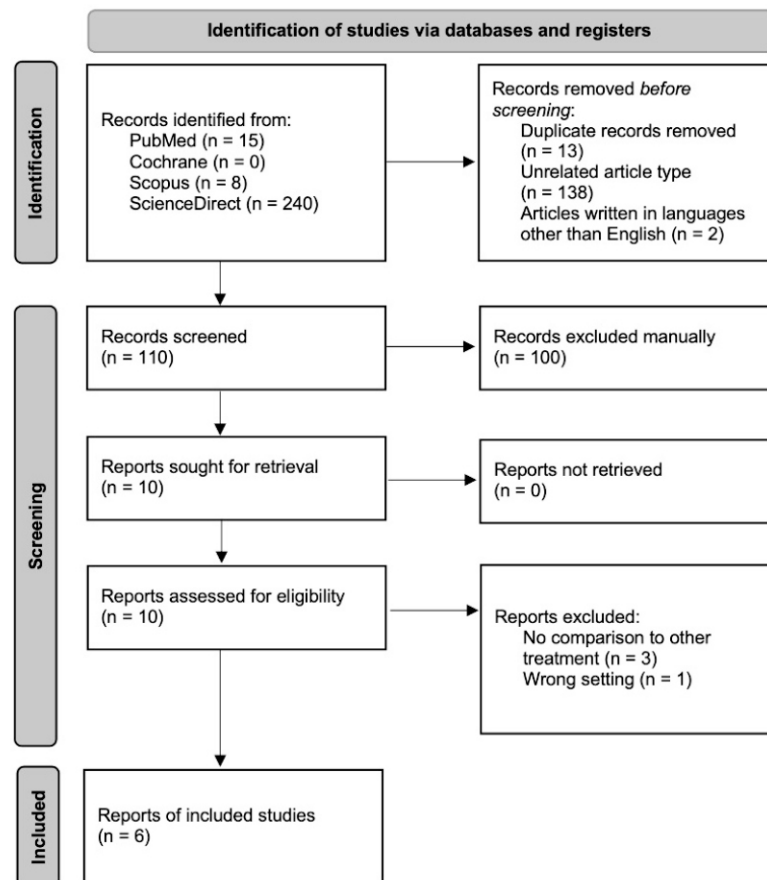 Identification of studies via databases and registers
Identification
Records identified from:
PubMed (n = 15)
Cochrane (n = 0)
Scopus (n = 8)
ScienceDirect (n = 240)
Records removed before
screening:
Duplicate records removed
(n = 13)
Unrelated article type
(n = 138)
Articles written in languages
other than English (n = 2)
Screening
Records screened
(n = 110)
Records excluded manually
(n = 100)
Reports sought for retrieval
(n = 10)
Reports not retrieved
(n = 0)
Reports assessed for eligibility
(n = 10)
Reports excluded:
No comparison to other
treatment (n = 3)
Wrong setting (n = 1)
Included
Reports of included studies
(n = 6)